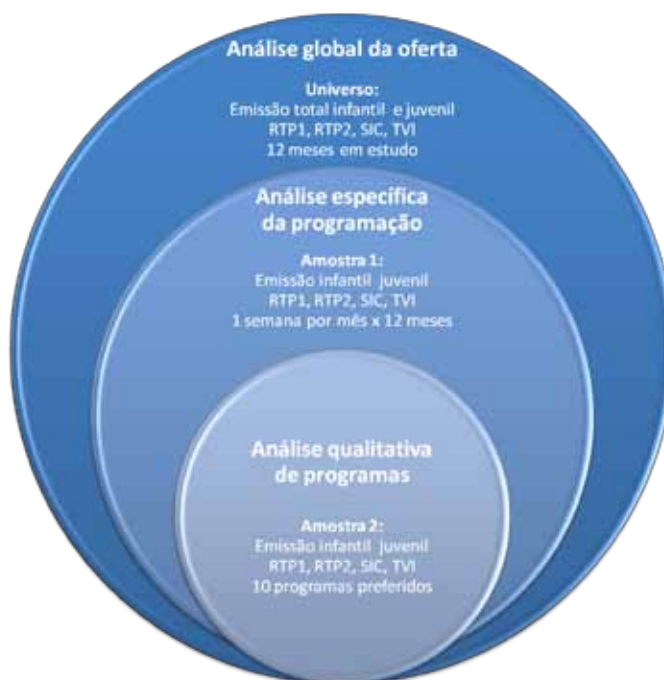 Análise global da oferta
Universo:
Emissão total infantil e juvenil
RTP1, RTP2, SIC, TVI
12 meses em estudo
Análise específica
da programação
Amostra 1:
Emissão infantil juvenil
RTP1, RTP2, SIC, TVI
1 semana por mês x 12 meses
Análise qualitativa
de programas
Amostra 2:
Emissão infantil juvenil
RTP1, RTP2, SIC, TVI
10 programas preferidos